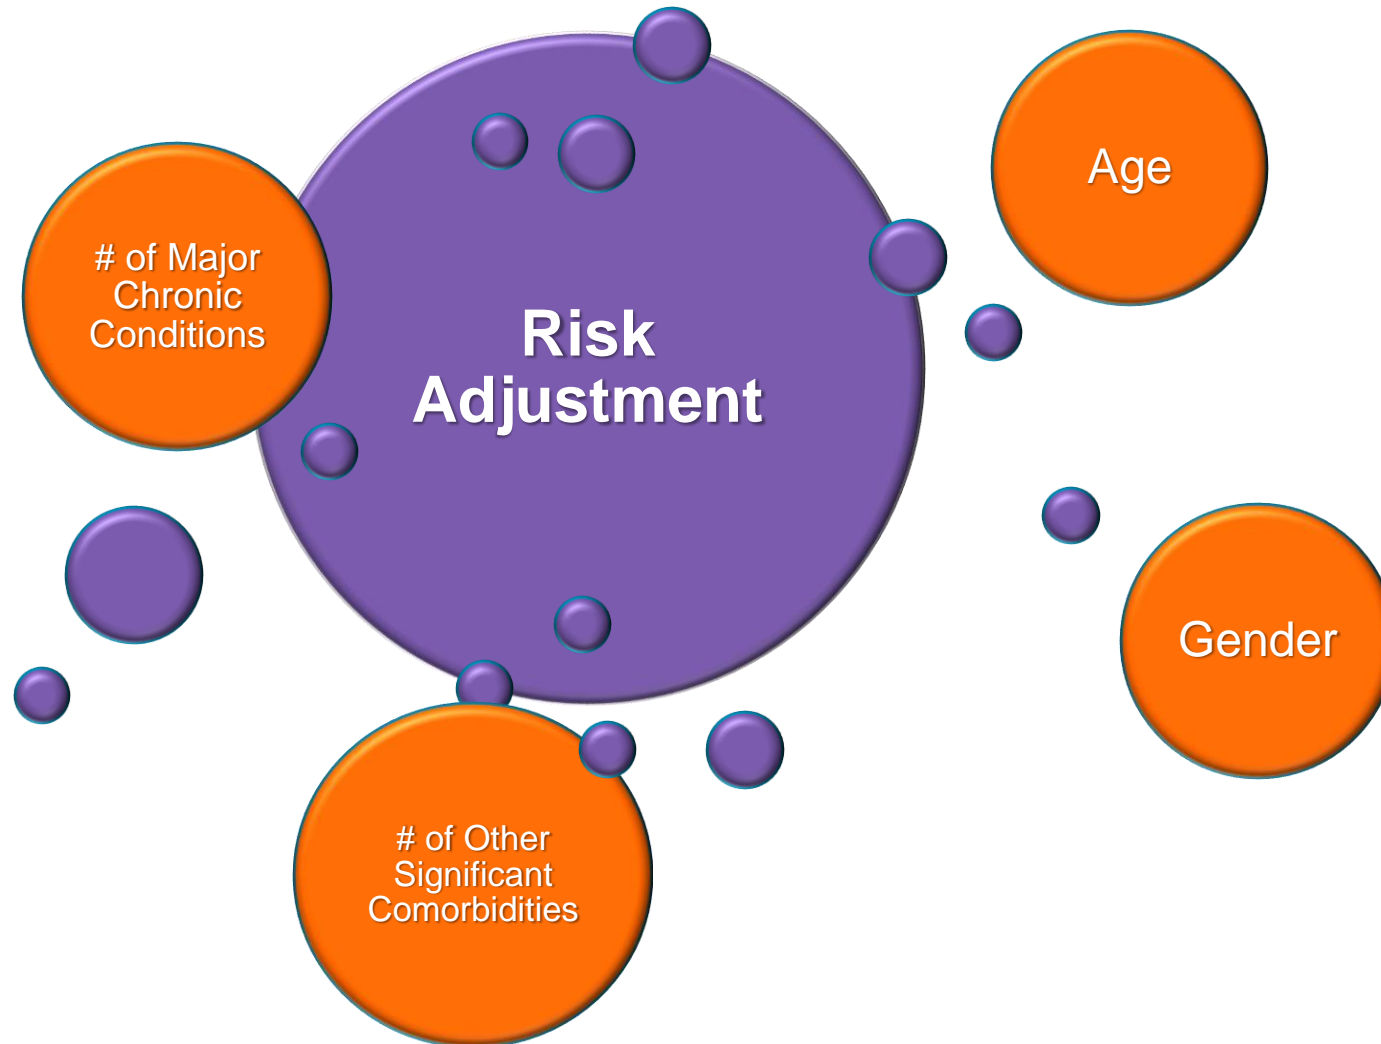 Age
# of Major
Chronic
Conditions
Risk
Adjustment
Gender
# of Other
Significant
Comorbidities